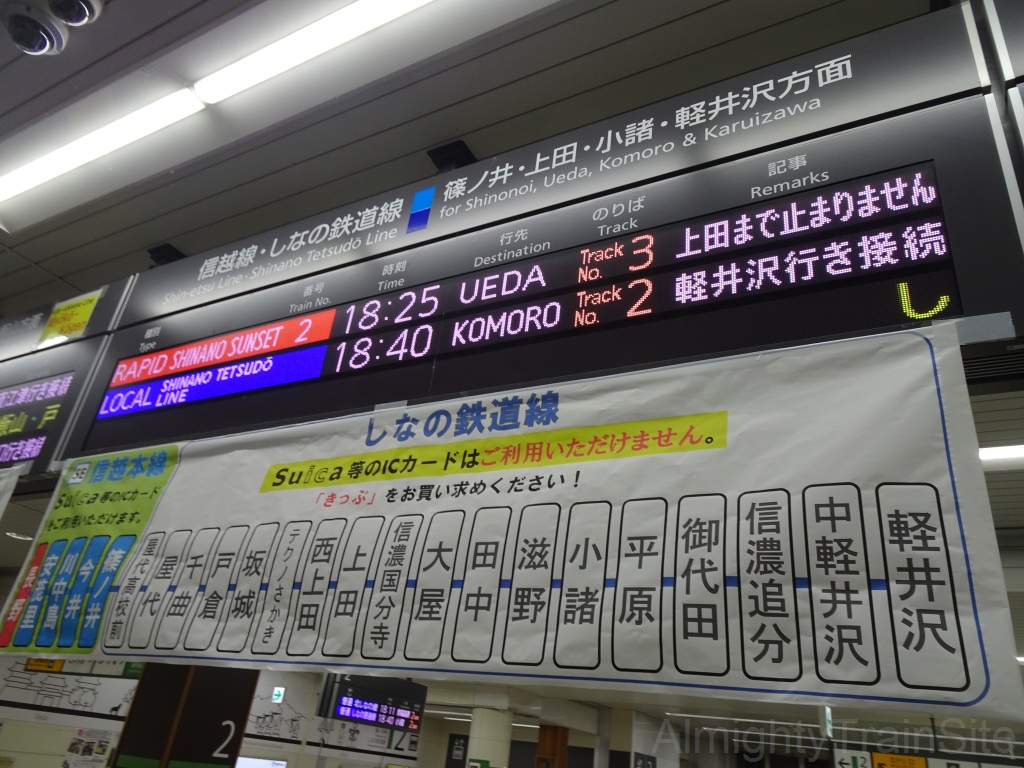 信越線・しなの鉄道線
Shin-etsu Line・Shinano Tetsudō Line
篠ノ井・上田・小諸・軽井沢方面
for Shinonoi, Ueda, Komoro & Karuizawa
種別 番号 時刻 行先 のりば 記事
Type Train No. Time Destination Track Remarks
RAPID SHINANO SUNSET 2 18:25 UEDA Track No. 3 上田まで止まりません
LOCAL SHINANO TETSUDŌ LINE 18:40 KOMORO Track No. 2 軽井沢行き接続
し
しなの鉄道線
Suica等のICカードはご利用いただけません。
「きっぷ」をお買い求めください！
信越本線
Suica等のICカード
をご利用いただけます。
長野
安茂里
川中島
今井
篠ノ井
屋代高校前
屋代
千曲
戸倉
坂城
テクノさかき
西上田
上田
信濃国分寺
大屋
田中
滋野
小諸
平原
御代田
信濃追分
中軽井沢
軽井沢
行き接続
2
2
AlmightyTrainSite